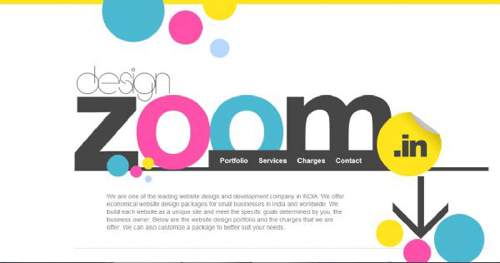 design
zoom
.in
Portfolio Services Charges Contact
We are one of the leading website design and development company in INDIA. We offer
economical website design packages for small businesses in India and worldwide. We
build each website as a unique site and meet the specific goals determined by you, the
business owner. Below are the website design portfolio and the charges that we are
offer. We can also customize a package to better suit your needs.